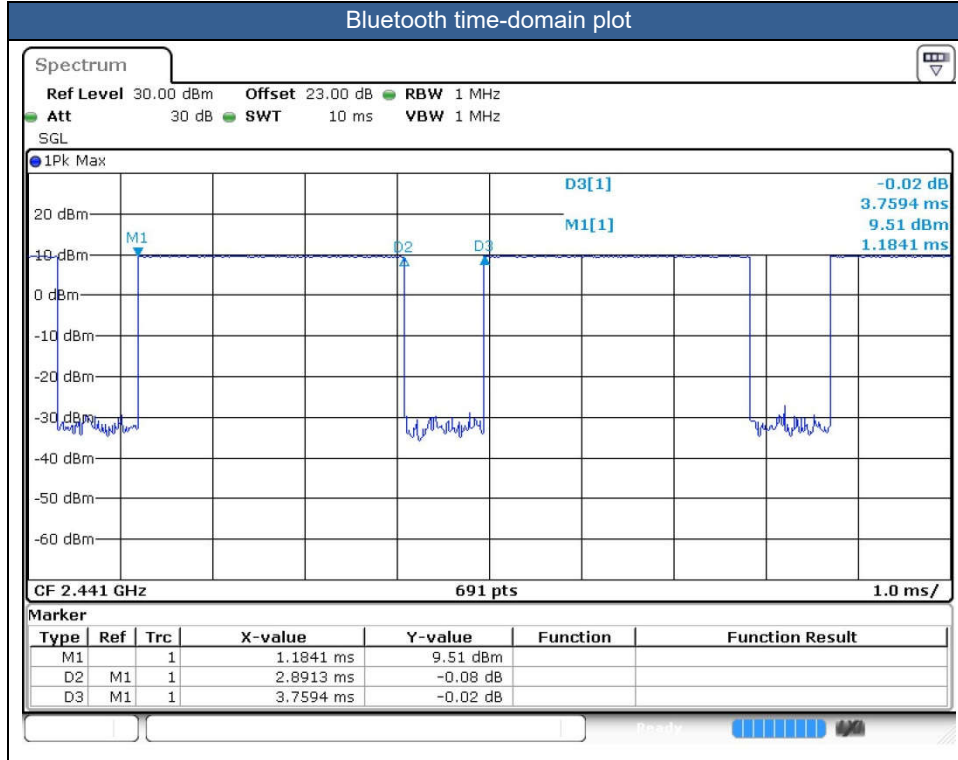 Bluetooth time-domain plot
Spectrum
Ref Level 30.00 dBm Offset 23.00 dB RBW 1 MHz
Att 30 dB SWT 10 ms VBW 1 MHz
SGL
1Pk Max
D3[1] -0.02 dB
3.7594 ms
20 dBm
M1[1] 9.51 dBm
M1
D2 D3 1.1841 ms
10 dBm
0 dBm
-10 dBm
-20 dBm
-30 dBm
-40 dBm
-50 dBm
-60 dBm
CF 2.441 GHz 691 pts 1.0 ms/
Marker
Type Ref Trc X-value Y-value Function Function Result
M1 1 1.1841 ms 9.51 dBm
D2 M1 1 2.8913 ms -0.08 dB
D3 M1 1 3.7594 ms -0.02 dB
Ready